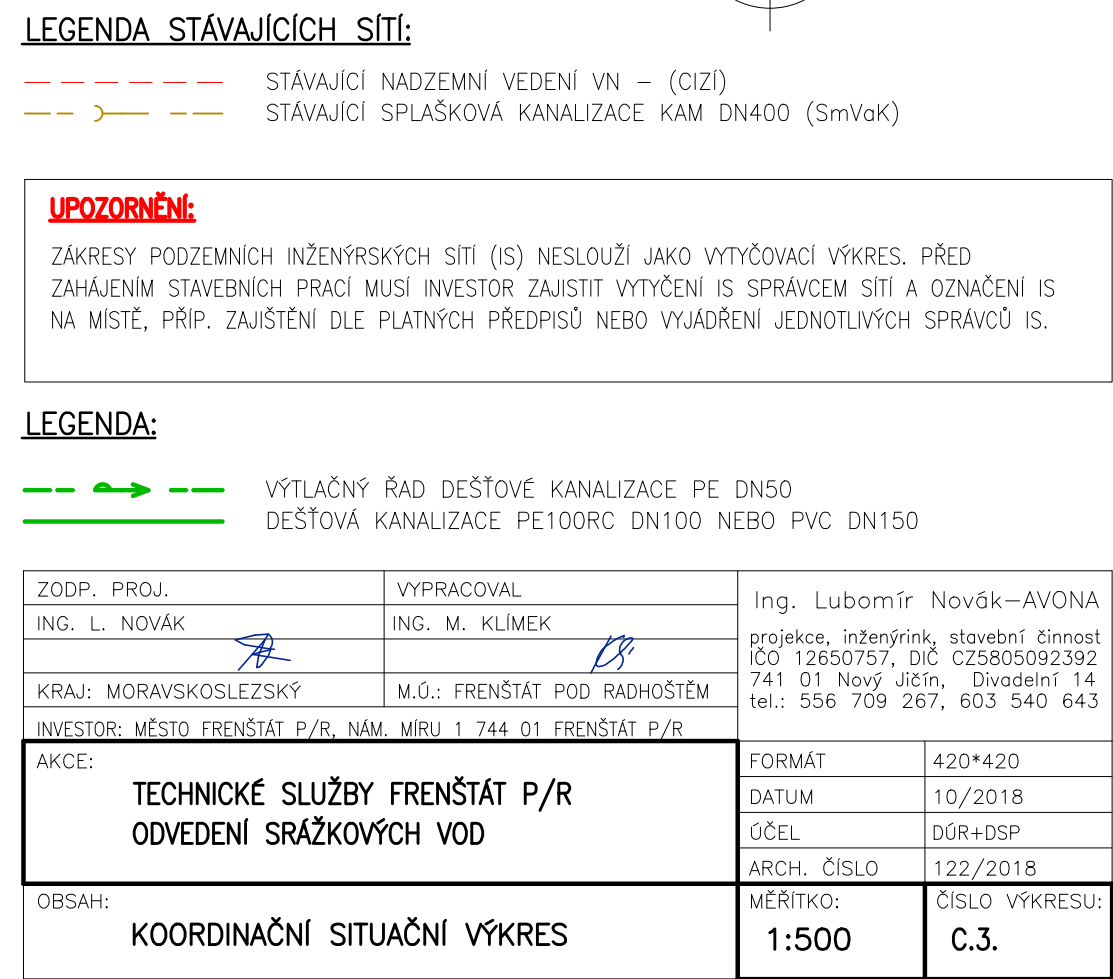 LEGENDA STÁVAJÍCÍCH SÍTÍ:
STÁVAJÍCÍ NADZEMNÍ VEDENÍ VN – (CIZÍ)
STÁVAJÍCÍ SPLAŠKOVÁ KANALIZACE KAM DN400 (SmVaK)
UPOZORNĚNÍ:
ZÁKRESY PODZEMNÍCH INŽENÝRSKÝCH SÍTÍ (IS) NESLOUŽÍ JAKO VYTYČOVACÍ VÝKRES. PŘED
ZAHÁJENÍM STAVEBNÍCH PRACÍ MUSÍ INVESTOR ZAJISTIT VYTYČENÍ IS SPRÁVCEM SÍTÍ A OZNAČENÍ IS
NA MÍSTĚ, PŘÍP. ZAJIŠTĚNÍ DLE PLATNÝCH PŘEDPISŮ NEBO VYJÁDŘENÍ JEDNOTLIVÝCH SPRÁVCŮ IS.
LEGENDA:
VÝTLAČNÝ ŘAD DEŠŤOVÉ KANALIZACE PE DN50
DEŠŤOVÁ KANALIZACE PE100RC DN100 NEBO PVC DN150
ZODP. PROJ.
VYPRACOVAL
ING. L. NOVÁK
ING. M. KLÍMEK
KRAJ: MORAVSKOSLEZSKÝ
M.Ú.: FRENŠTÁT POD RADHOŠTĚM
INVESTOR: MĚSTO FRENŠTÁT P/R, NÁM. MÍRU 1 744 01 FRENŠTÁT P/R
Ing. Lubomír Novák–AVONA
projekce, inženýrink, stavební činnost
IČO 12650757, DIČ CZ5805092392
741 01 Nový Jičín, Divadelní 14
tel.: 556 709 267, 603 540 643
AKCE:
TECHNICKÉ SLUŽBY FRENŠTÁT P/R
ODVEDENÍ SRÁŽKOVÝCH VOD
FORMÁT 420*420
DATUM 10/2018
ÚČEL DÚR+DSP
ARCH. ČÍSLO 122/2018
OBSAH:
KOORDINAČNÍ SITUAČNÍ VÝKRES
MĚŘÍTKO:
1:500
ČÍSLO VÝKRESU:
C.3.